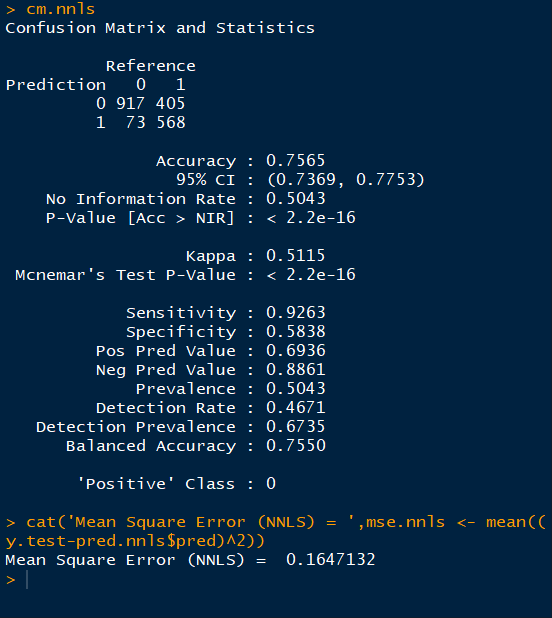 > cm.nnls
Confusion Matrix and Statistics
Reference
Prediction 0 1
0 917 405
1 73 568
Accuracy : 0.7565
95% CI : (0.7369, 0.7753)
No Information Rate : 0.5043
P-Value [Acc > NIR] : < 2.2e-16
Kappa : 0.5115
Mcnemar's Test P-Value : < 2.2e-16
Sensitivity : 0.9263
Specificity : 0.5838
Pos Pred Value : 0.6936
Neg Pred Value : 0.8861
Prevalence : 0.5043
Detection Rate : 0.4671
Detection Prevalence : 0.6735
Balanced Accuracy : 0.7550
'Positive' Class : 0
> cat('Mean Square Error (NNLS) = ',mse.nnls <- mean((
y.test-pred.nnls$pred)^2))
Mean Square Error (NNLS) =  0.1647132
>